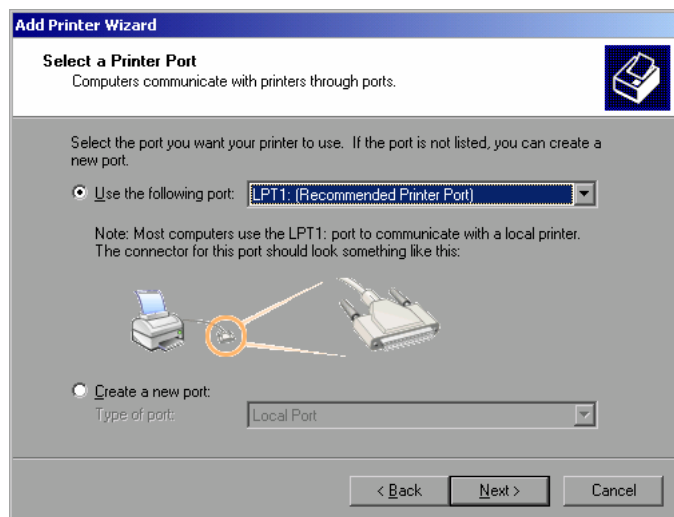 Add Printer Wizard
Select a Printer Port
Computers communicate with printers through ports.
Select the port you want your printer to use. If the port is not listed, you can create a
new port.
Use the following port: LPT1: (Recommended Printer Port)
Note: Most computers use the LPT1: port to communicate with a local printer.
The connector for this port should look something like this:
Create a new port:
Type of port: Local Port
< Back Next > Cancel